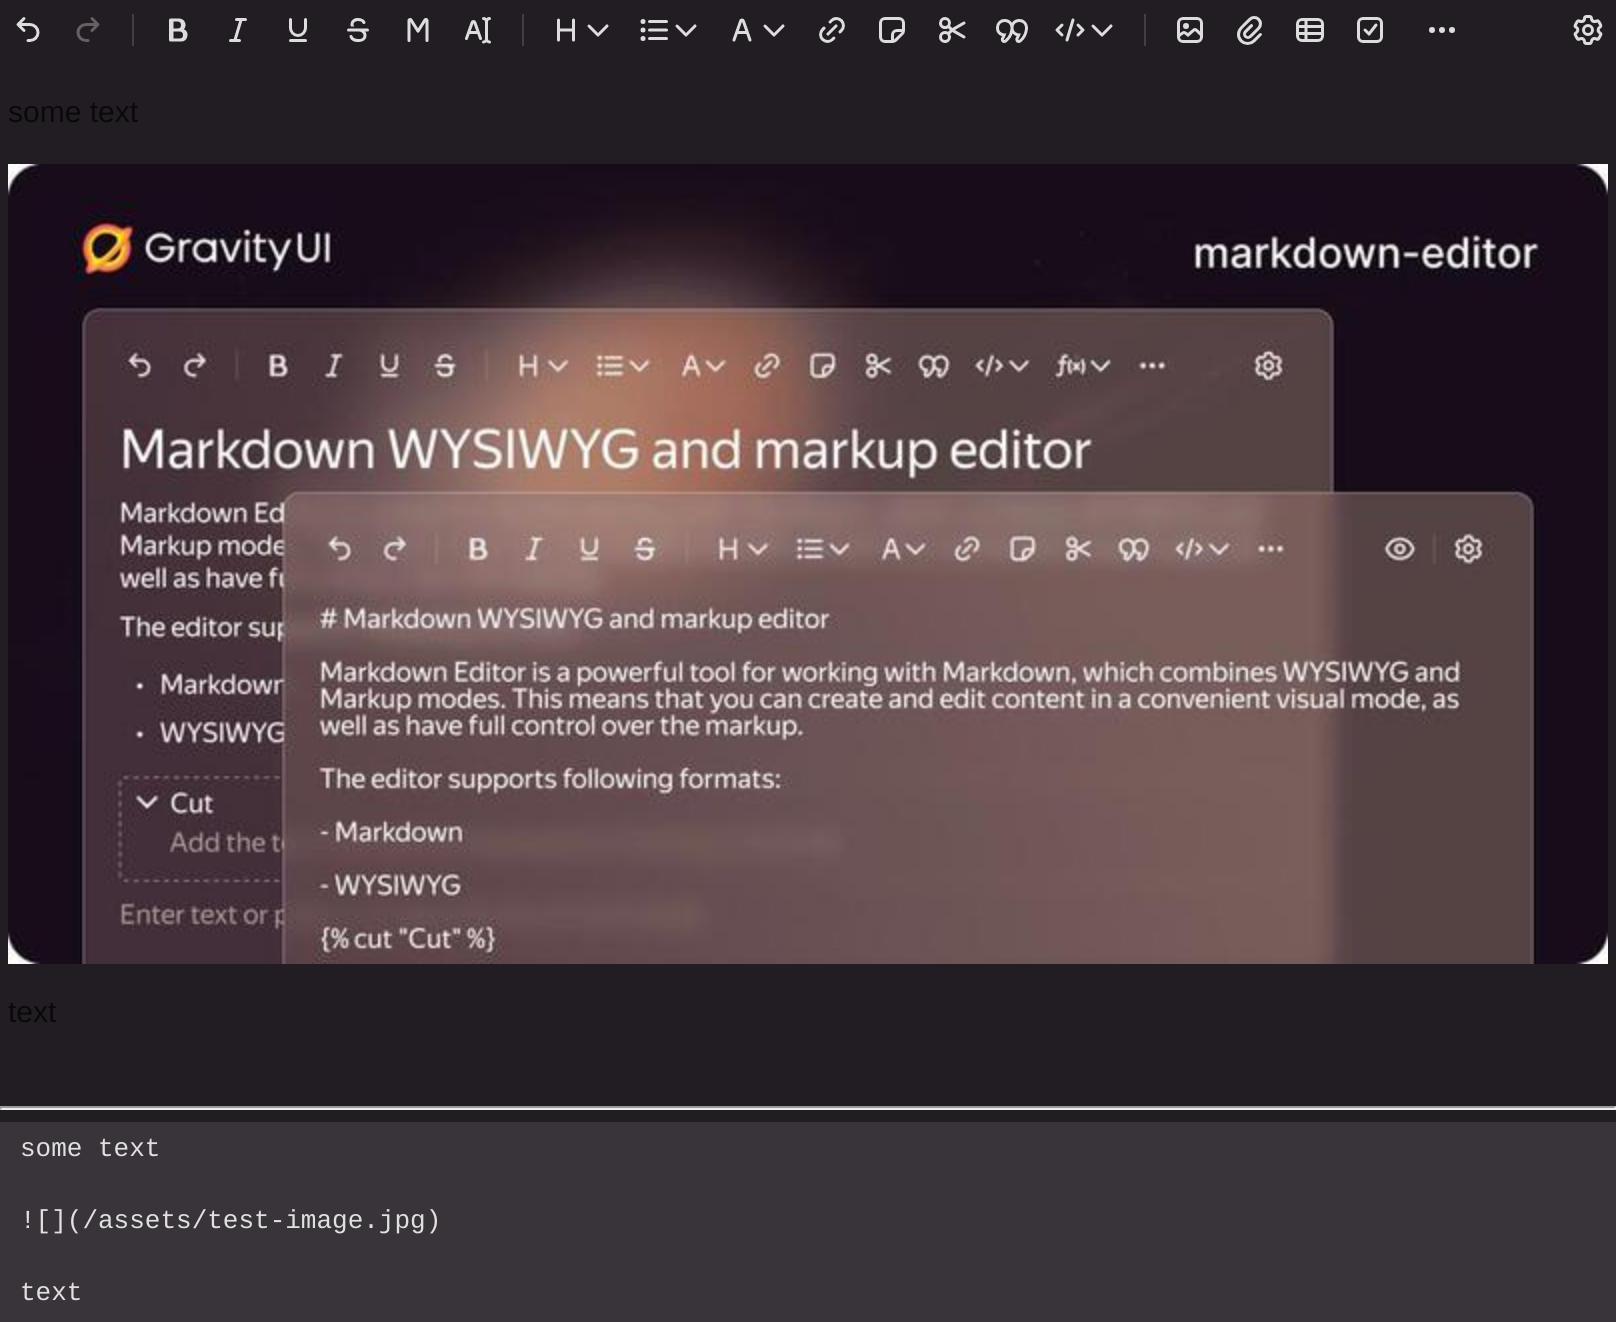 some text
GravityUI
markdown-editor
Markdown WYSIWYG and markup editor
Markdown Ed
Markup mode
well as have fu
The editor sup
• Markdown
• WYSIWYG
Cut
Add the te
Enter text or p
# Markdown WYSIWYG and markup editor
Markdown Editor is a powerful tool for working with Markdown, which combines WYSIWYG and
Markup modes. This means that you can create and edit content in a convenient visual mode, as
well as have full control over the markup.
The editor supports following formats:
- Markdown
- WYSIWYG
{% cut "Cut" %}
text
some text
![](/assets/test-image.jpg)
text